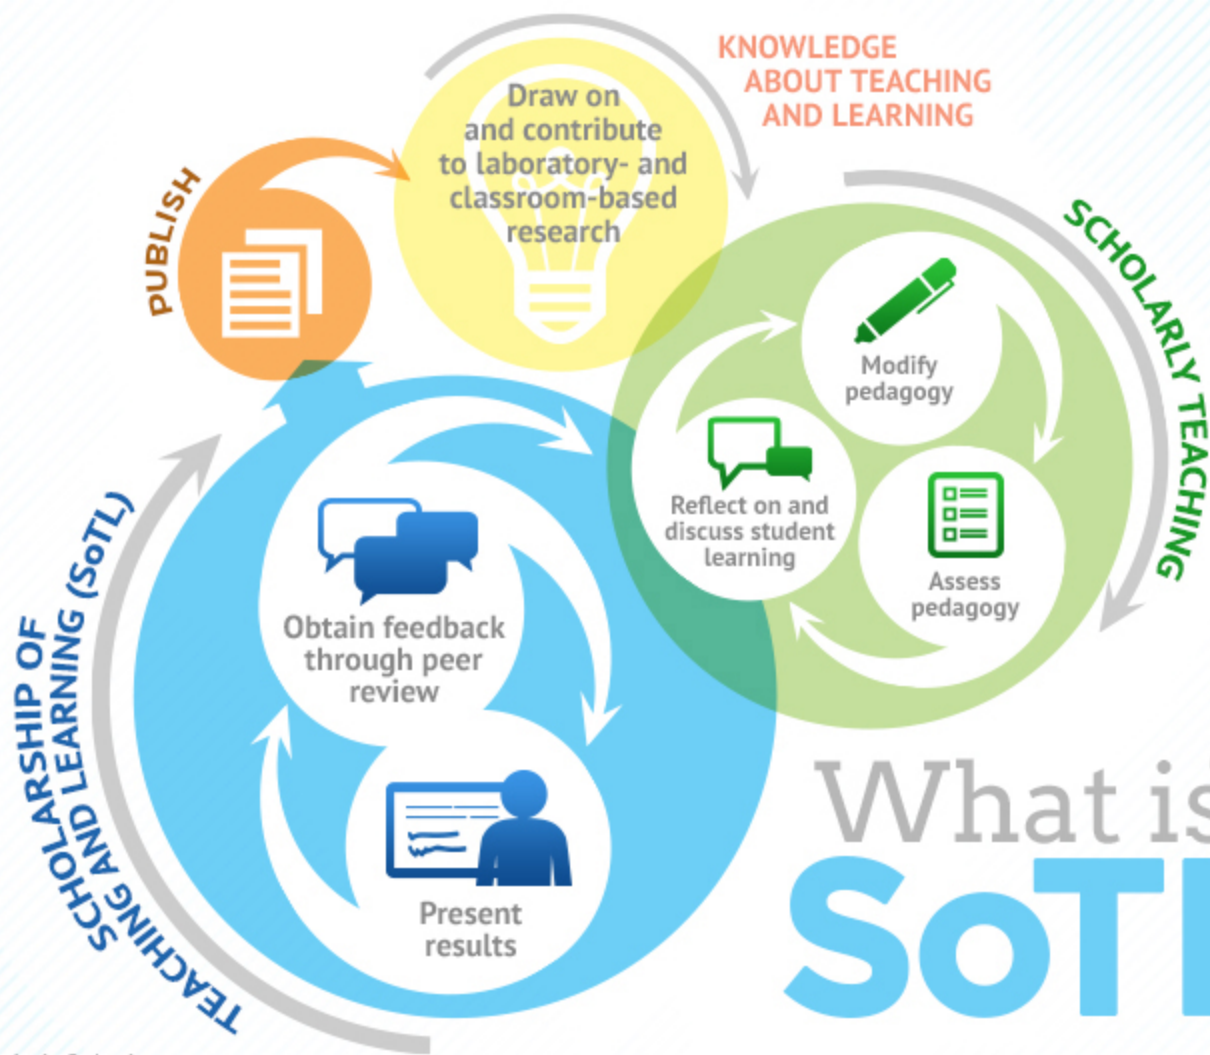 KNOWLEDGE
ABOUT TEACHING
AND LEARNING
Draw on
and contribute
to laboratory- and
classroom-based
research
PUBLISH
SCHOLARLY TEACHING
Modify
pedagogy
Reflect on and
discuss student
learning
Assess
pedagogy
SCHOLARSHIP OF
TEACHING AND LEARNING (SoTL)
Obtain feedback
through peer
review
Present
results
What is
SoTL